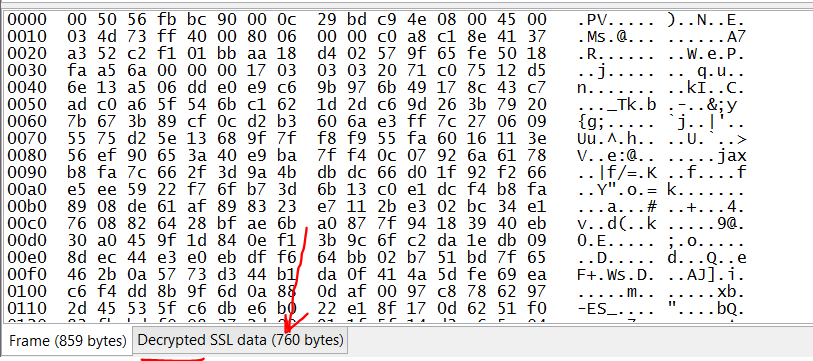 0000 00 50 56 fb bc 90 00 0c 29 bd c9 4e 08 00 45 00 .PV..... )..N..E.
0010 03 4d 73 ff 40 00 80 06 00 00 c0 a8 c1 8e 41 37 .Ms.@... ......A7
0020 a3 52 c2 f1 01 bb aa 18 d4 02 57 9f 65 fe 50 18 .R...... ..W.e.P.
0030 fa a5 6a 00 00 00 17 03 03 03 20 71 c0 75 12 d5 ..j..... .. q.u..
0040 6e 13 a5 06 dd e0 e9 c6 9b 97 6b 49 17 8c 43 c7 n....... ..kI..C.
0050 ad c0 a6 5f 54 6b c1 62 1d 2d c6 9d 26 3b 79 20 ..._Tk.b .-..&;y
0060 7b 67 3b 89 cf 0c d2 b3 60 6a e3 ff 7c 27 06 09 {g;..... `j..|'..
0070 55 75 d2 5e 13 68 9f 7f f8 f9 55 fa 60 16 11 3e Uu.^.h.. ..U.`..>
0080 56 ef 90 65 3a 40 e9 ba 7f f4 0c 07 92 6a 61 78 V..e:@.. .....jax
0090 b8 fa 7c 66 2f 3d 9a 4b db dc 66 d0 1f 92 f2 66 ..|f/=.K ..f....f
00a0 e5 ee 59 22 f7 6f b7 3d 6b 13 c0 e1 dc f4 b8 fa ..Y".o.= k.......
00b0 89 08 de 61 af 89 83 23 e7 11 2b e3 02 bc 34 e1 ...a...# ..+...4.
00c0 76 08 82 64 28 bf ae 6b a0 87 7f 94 18 39 40 eb v..d(..k .....9@.
00d0 30 a0 45 9f 1d 84 0e f1 3b 9c 6f c2 da 1e db 09 0.E..... ;.o.....
00e0 8d ec 44 e3 e0 eb df f6 64 bb 02 b7 51 bd 7f 65 ..D..... d...Q..e
00f0 46 2b 0a 57 73 d3 44 b1 da 0f 41 4a 5d fe 69 ea F+.Ws.D. ..AJ].i.
0100 c6 f4 dd 8b 9f 6d 0a 88 0d af 00 97 c8 78 62 97 .....m.. .....xb.
0110 2d 45 53 5f c6 db e6 b0 22 e1 8f 17 0d 62 51 f0 -ES_.... "....bQ.
Frame (859 bytes) Decrypted SSL data (760 bytes)